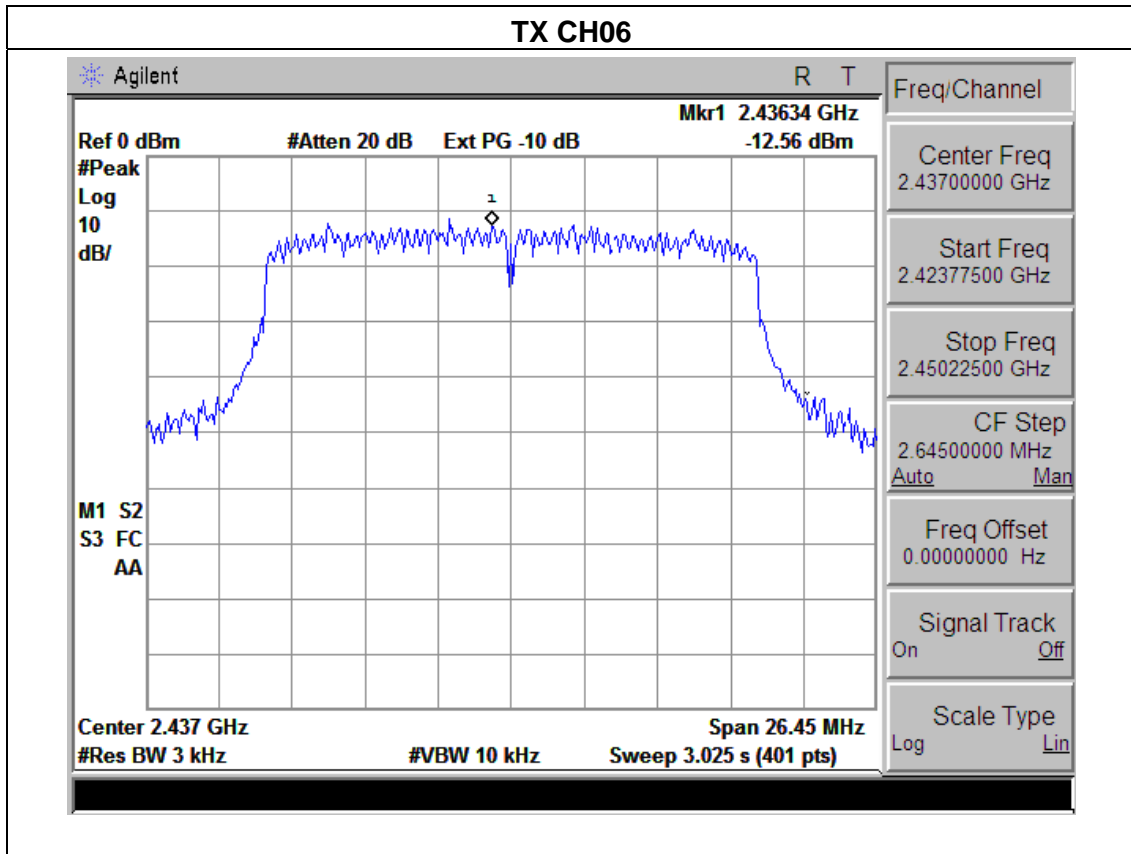 TX CH06
Agilent R T
Mkr1 2.43634 GHz
Ref 0 dBm #Atten 20 dB Ext PG -10 dB -12.56 dBm
#Peak
Log
10
dB/
1
M1 S2
S3 FC
AA
Center 2.437 GHz Span 26.45 MHz
#Res BW 3 kHz #VBW 10 kHz Sweep 3.025 s (401 pts)
Freq/Channel
Center Freq
2.43700000 GHz
Start Freq
2.42377500 GHz
Stop Freq
2.45022500 GHz
CF Step
2.64500000 MHz
Auto Man
Freq Offset
0.00000000 Hz
Signal Track
On Off
Scale Type
Log Lin